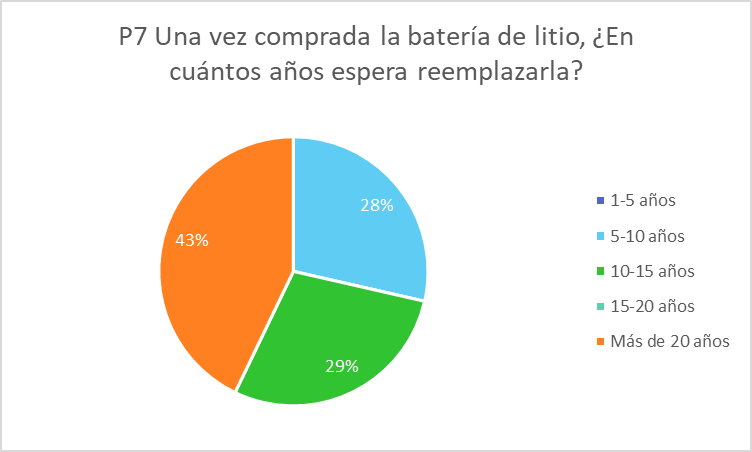 P7 Una vez comprada la batería de litio, ¿En
cuántos años espera reemplazarla?
28%
43%
29%
1-5 años
5-10 años
10-15 años
15-20 años
Más de 20 años